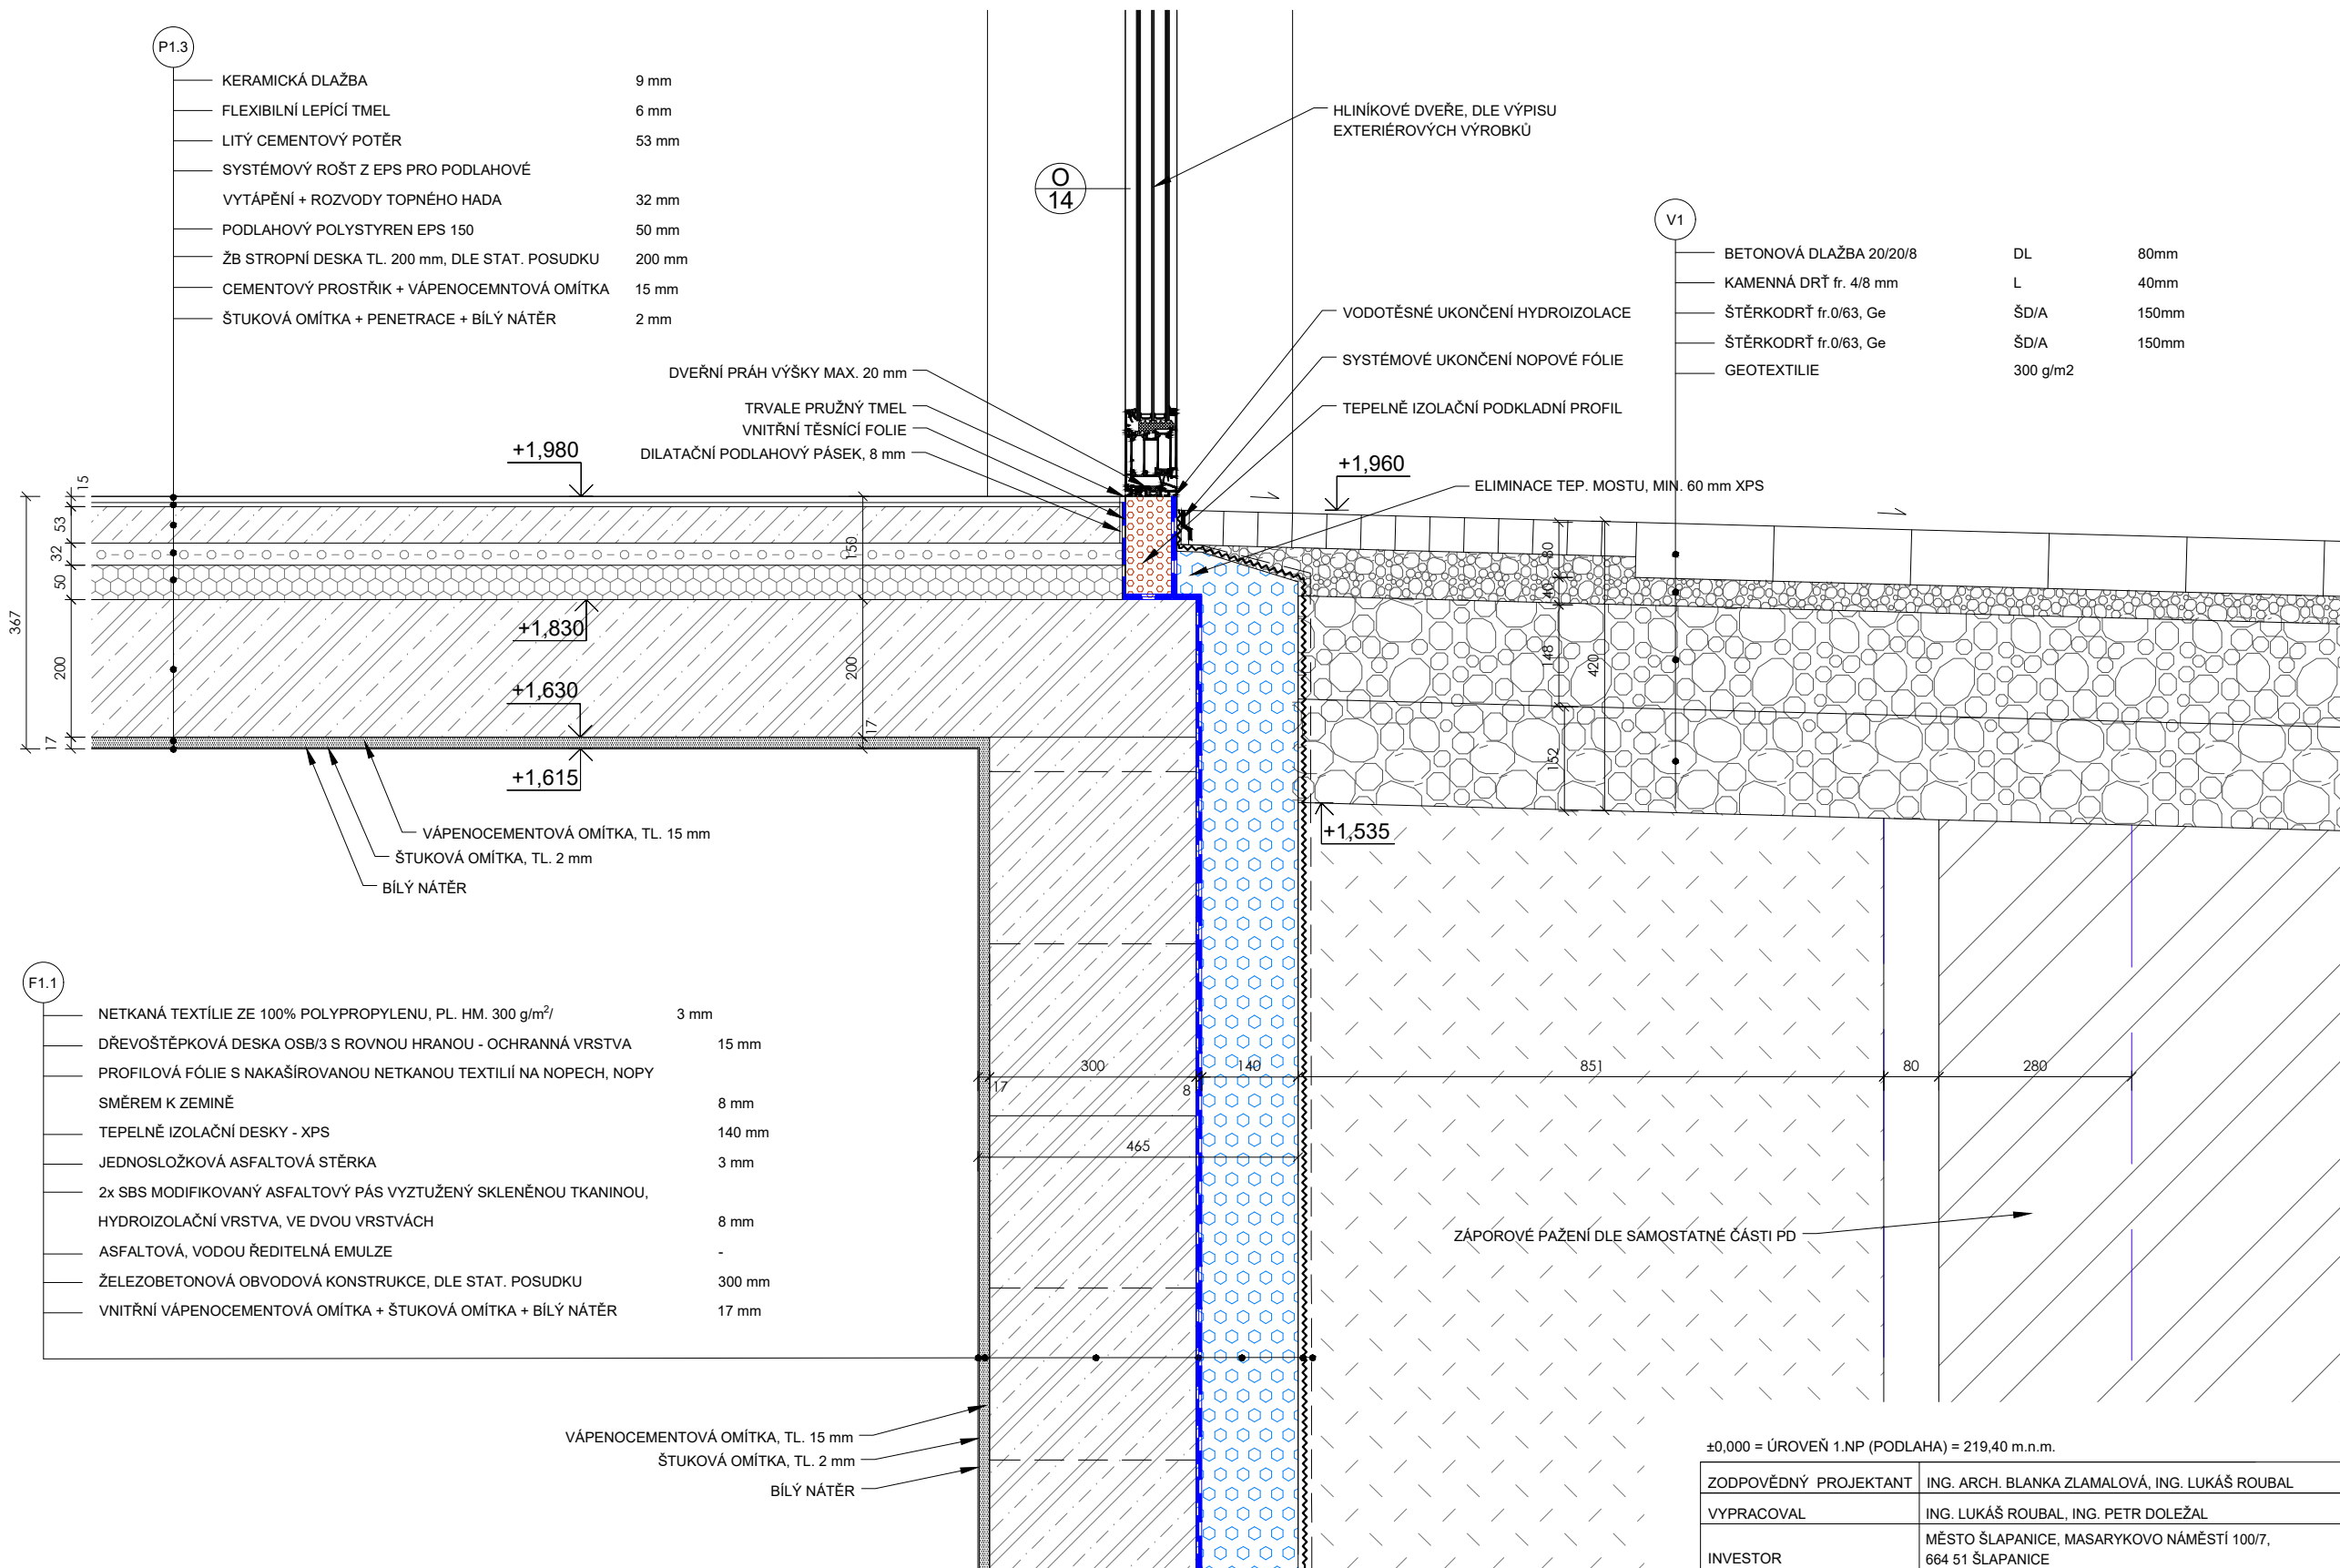 P1.3
KERAMICKÁ DLAŽBA 9 mm
FLEXIBILNÍ LEPÍCÍ TMEL 6 mm
LITÝ CEMENTOVÝ POTĚR 53 mm
SYSTÉMOVÝ ROŠT Z EPS PRO PODLAHOVÉ
VYTÁPĚNÍ + ROZVODY TOPNÉHO HADA 32 mm
PODLAHOVÝ POLYSTYREN EPS 150 50 mm
ŽB STROPNÍ DESKA TL. 200 mm, DLE STAT. POSUDKU 200 mm
CEMENTOVÝ PROSTŘIK + VÁPENOCEMNTOVÁ OMÍTKA 15 mm
ŠTUKOVÁ OMÍTKA + PENETRACE + BÍLÝ NÁTĚR 2 mm
HLINÍKOVÉ DVEŘE, DLE VÝPISU
EXTERIÉROVÝCH VÝROBKŮ
O
14
V1
BETONOVÁ DLAŽBA 20/20/8 DL 80mm
KAMENNÁ DRŤ fr. 4/8 mm L 40mm
ŠTĚRKODRŤ fr.0/63, Ge ŠD/A 150mm
ŠTĚRKODRŤ fr.0/63, Ge ŠD/A 150mm
GEOTEXTILIE 300 g/m2
VODOTĚSNÉ UKONČENÍ HYDROIZOLACE
SYSTÉMOVÉ UKONČENÍ NOPOVÉ FÓLIE
TEPELNĚ IZOLAČNÍ PODKLADNÍ PROFIL
DVEŘNÍ PRÁH VÝŠKY MAX. 20 mm
TRVALE PRUŽNÝ TMEL
VNITŘNÍ TĚSNÍCÍ FOLIE
DILATAČNÍ PODLAHOVÝ PÁSEK, 8 mm
+1,980
+1,960
ELIMINACE TEP. MOSTU, MIN. 60 mm XPS
15
53
32
50
200
17
367
150
200
17
80
40
148
152
420
+1,830
+1,630
+1,615
+1,535
VÁPENOCEMENTOVÁ OMÍTKA, TL. 15 mm
ŠTUKOVÁ OMÍTKA, TL. 2 mm
BÍLÝ NÁTĚR
F1.1
NETKANÁ TEXTÍLIE ZE 100% POLYPROPYLENU, PL. HM. 300 g/m²/ 3 mm
DŘEVOŠTĚPKOVÁ DESKA OSB/3 S ROVNOU HRANOU - OCHRANNÁ VRSTVA 15 mm
PROFILOVÁ FÓLIE S NAKAŠÍROVANOU NETKANOU TEXTILIÍ NA NOPECH, NOPY
SMĚREM K ZEMINĚ 8 mm
TEPELNĚ IZOLAČNÍ DESKY - XPS 140 mm
JEDNOSLOŽKOVÁ ASFALTOVÁ STĚRKA 3 mm
2x SBS MODIFIKOVANÝ ASFALTOVÝ PÁS VYZTUŽENÝ SKLENĚNOU TKANINOU,
HYDROIZOLAČNÍ VRSTVA, VE DVOU VRSTVÁCH 8 mm
ASFALTOVÁ, VODOU ŘEDITELNÁ EMULZE -
ŽELEZOBETONOVÁ OBVODOVÁ KONSTRUKCE, DLE STAT. POSUDKU 300 mm
VNITŘNÍ VÁPENOCEMENTOVÁ OMÍTKA + ŠTUKOVÁ OMÍTKA + BÍLÝ NÁTĚR 17 mm
17 300 8 140 851 80 280
465
ZÁPOROVÉ PAŽENÍ DLE SAMOSTATNÉ ČÁSTI PD
VÁPENOCEMENTOVÁ OMÍTKA, TL. 15 mm
ŠTUKOVÁ OMÍTKA, TL. 2 mm
BÍLÝ NÁTĚR
±0,000 = ÚROVEŇ 1.NP (PODLAHA) = 219,40 m.n.m.
ZODPOVĚDNÝ PROJEKTANT ING. ARCH. BLANKA ZLAMALOVÁ, ING. LUKÁŠ ROUBAL
VYPRACOVAL ING. LUKÁŠ ROUBAL, ING. PETR DOLEŽAL
INVESTOR MĚSTO ŠLAPANICE, MASARYKOVO NÁMĚSTÍ 100/7,
664 51 ŠLAPANICE